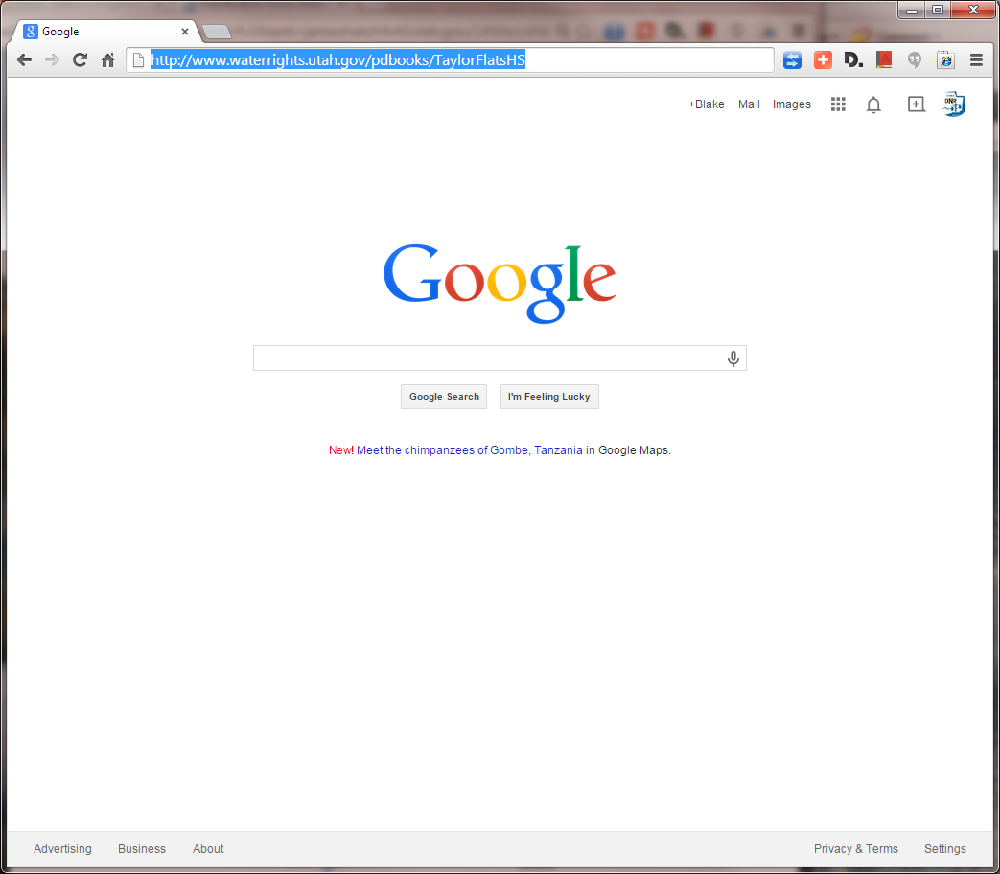 Google
http://www.waterrights.utah.gov/pdbooks/TaylorFlatsHS
D.
+Blake Mail Images
DNR
Google
Google Search I'm Feeling Lucky
New! Meet the chimpanzees of Gombe, Tanzania in Google Maps.
Advertising Business About Privacy & Terms Settings